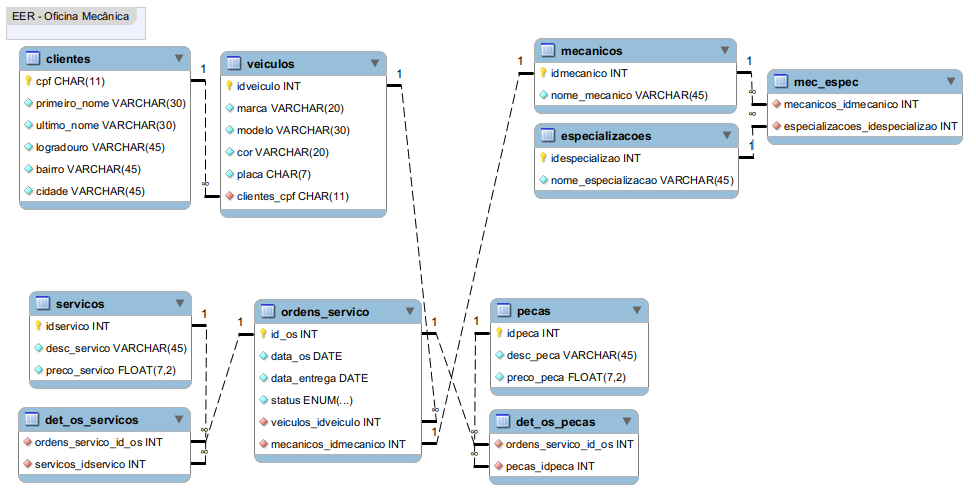 EER - Oficina Mecânica
clientes
cpf CHAR(11)
primeiro_nome VARCHAR(30)
ultimo_nome VARCHAR(30)
logradouro VARCHAR(45)
bairro VARCHAR(45)
cidade VARCHAR(45)
1
∞
veiculos
idveiculo INT
marca VARCHAR(20)
modelo VARCHAR(30)
cor VARCHAR(20)
placa CHAR(7)
clientes_cpf CHAR(11)
1
∞
mecanicos
idmecanico INT
nome_mecanico VARCHAR(45)
1
1
∞
especializacoes
idespecializao INT
nome_especializacao VARCHAR(45)
∞
1
mec_espec
mecanicos_idmecanico INT
especializacoes_idespecializao INT
servicos
idservico INT
desc_servico VARCHAR(45)
preco_servico FLOAT(7,2)
1
∞
det_os_servicos
ordens_servico_id_os INT
servicos_idservico INT
∞
1
ordens_servico
id_os INT
data_os DATE
data_entrega DATE
status ENUM(...)
veiculos_idveiculo INT
mecanicos_idmecanico INT
1
1
pecas
idpeca INT
desc_peca VARCHAR(45)
preco_peca FLOAT(7,2)
1
∞
∞
det_os_pecas
ordens_servico_id_os INT
pecas_idpeca INT